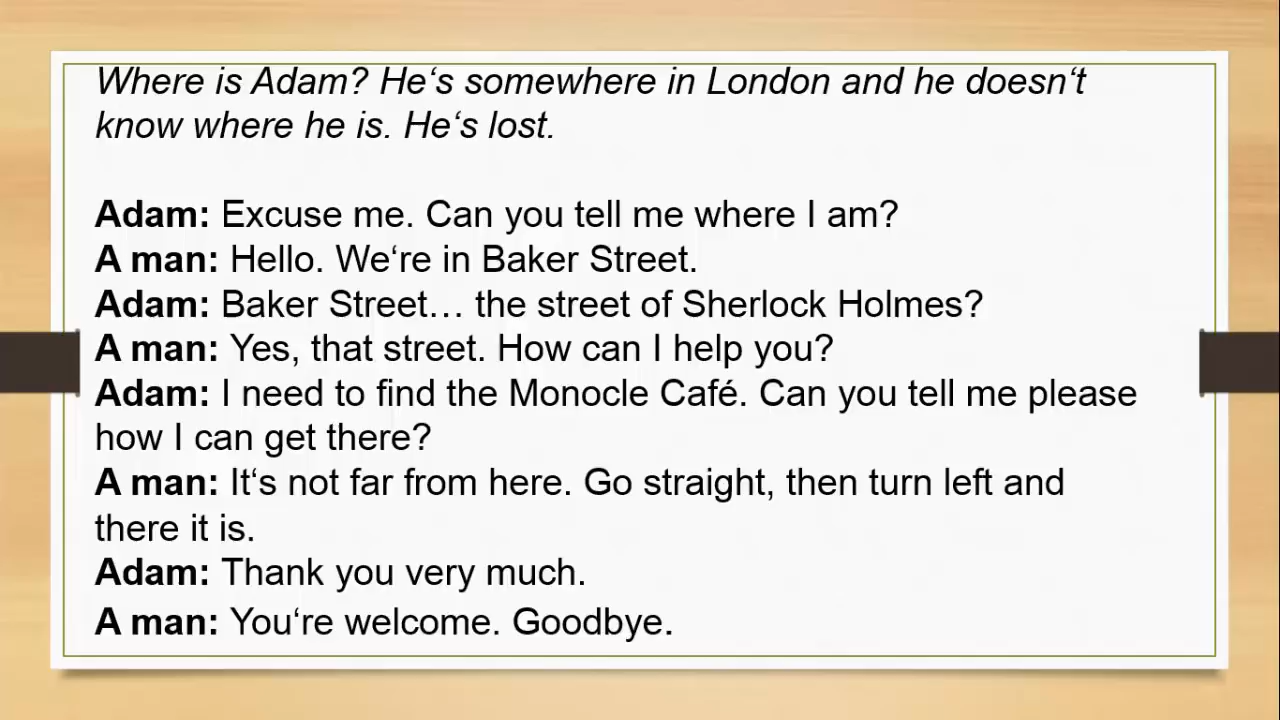 Where is Adam? He‘s somewhere in London and he doesn‘t
know where he is. He‘s lost.
Adam: Excuse me. Can you tell me where I am?
A man: Hello. We‘re in Baker Street.
Adam: Baker Street… the street of Sherlock Holmes?
A man: Yes, that street. How can I help you?
Adam: I need to find the Monocle Café. Can you tell me please
how I can get there?
A man: It‘s not far from here. Go straight, then turn left and
there it is.
Adam: Thank you very much.
A man: You‘re welcome. Goodbye.